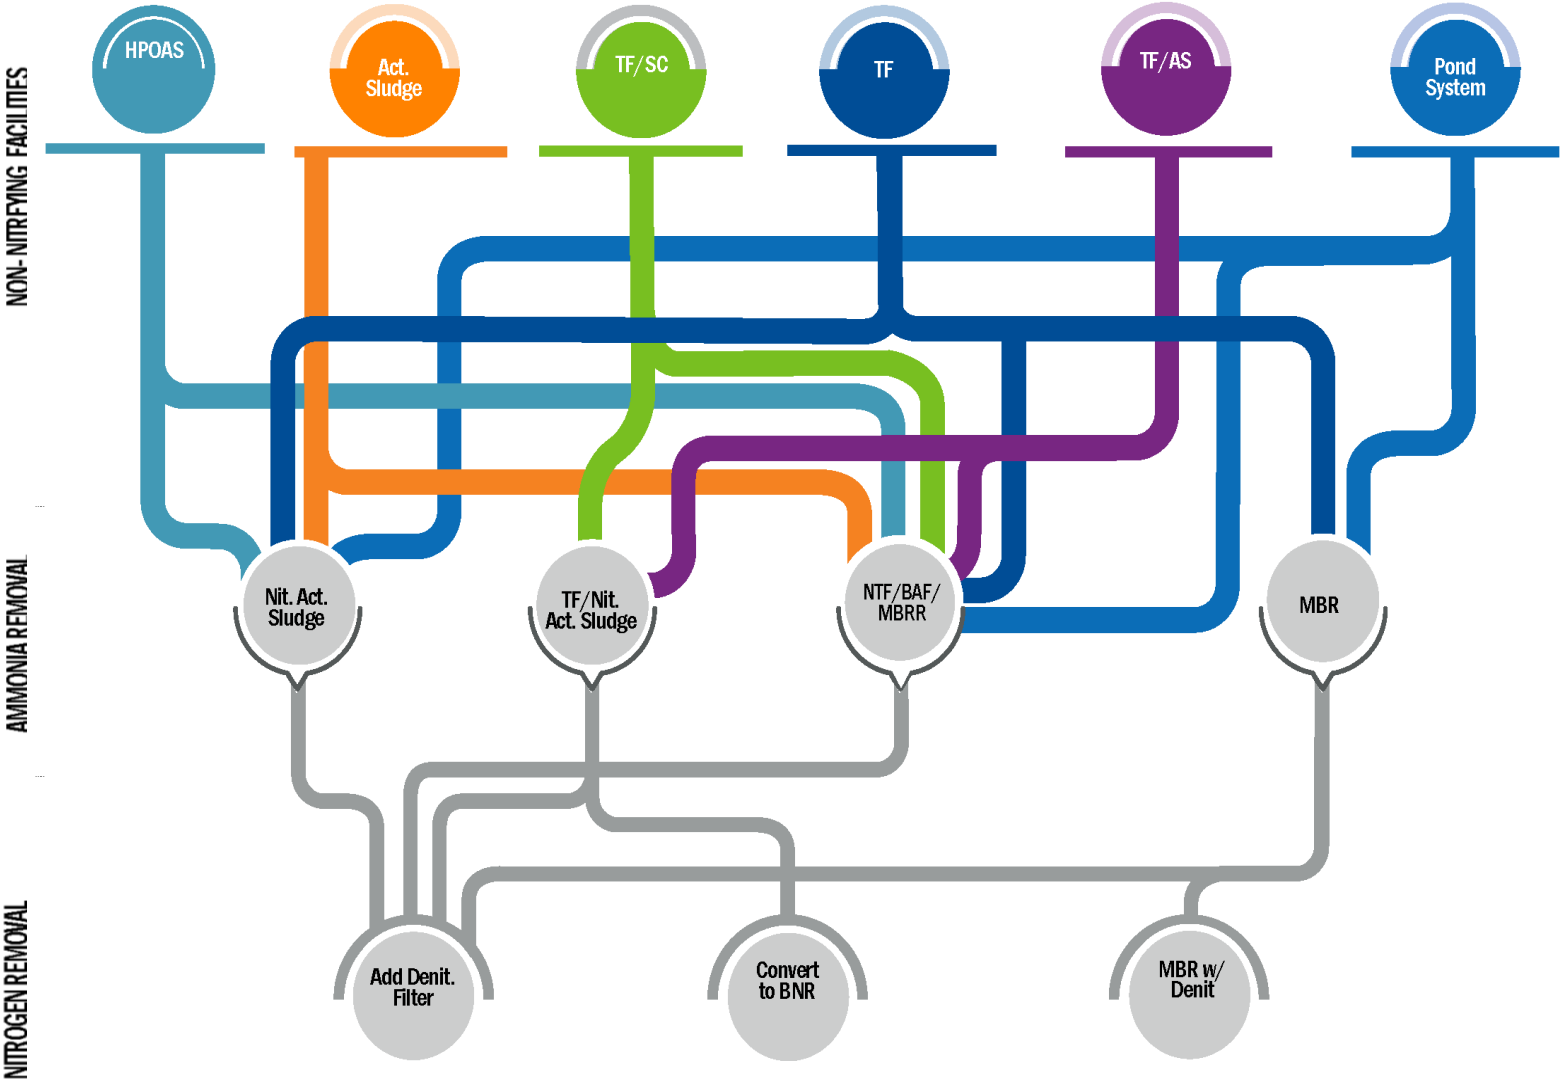 NON-NITRFYING FACILITIES
HPOAS
Act.
Sludge
TF/SC
TF
TF/AS
Pond
System
AMMONIA REMOVAL
Nit. Act.
Sludge
TF/Nit.
Act. Sludge
NTF/BAF/
MBRR
MBR
NITROGEN REMOVAL
Add Denit.
Filter
Convert
to BNR
MBR w/
Denit